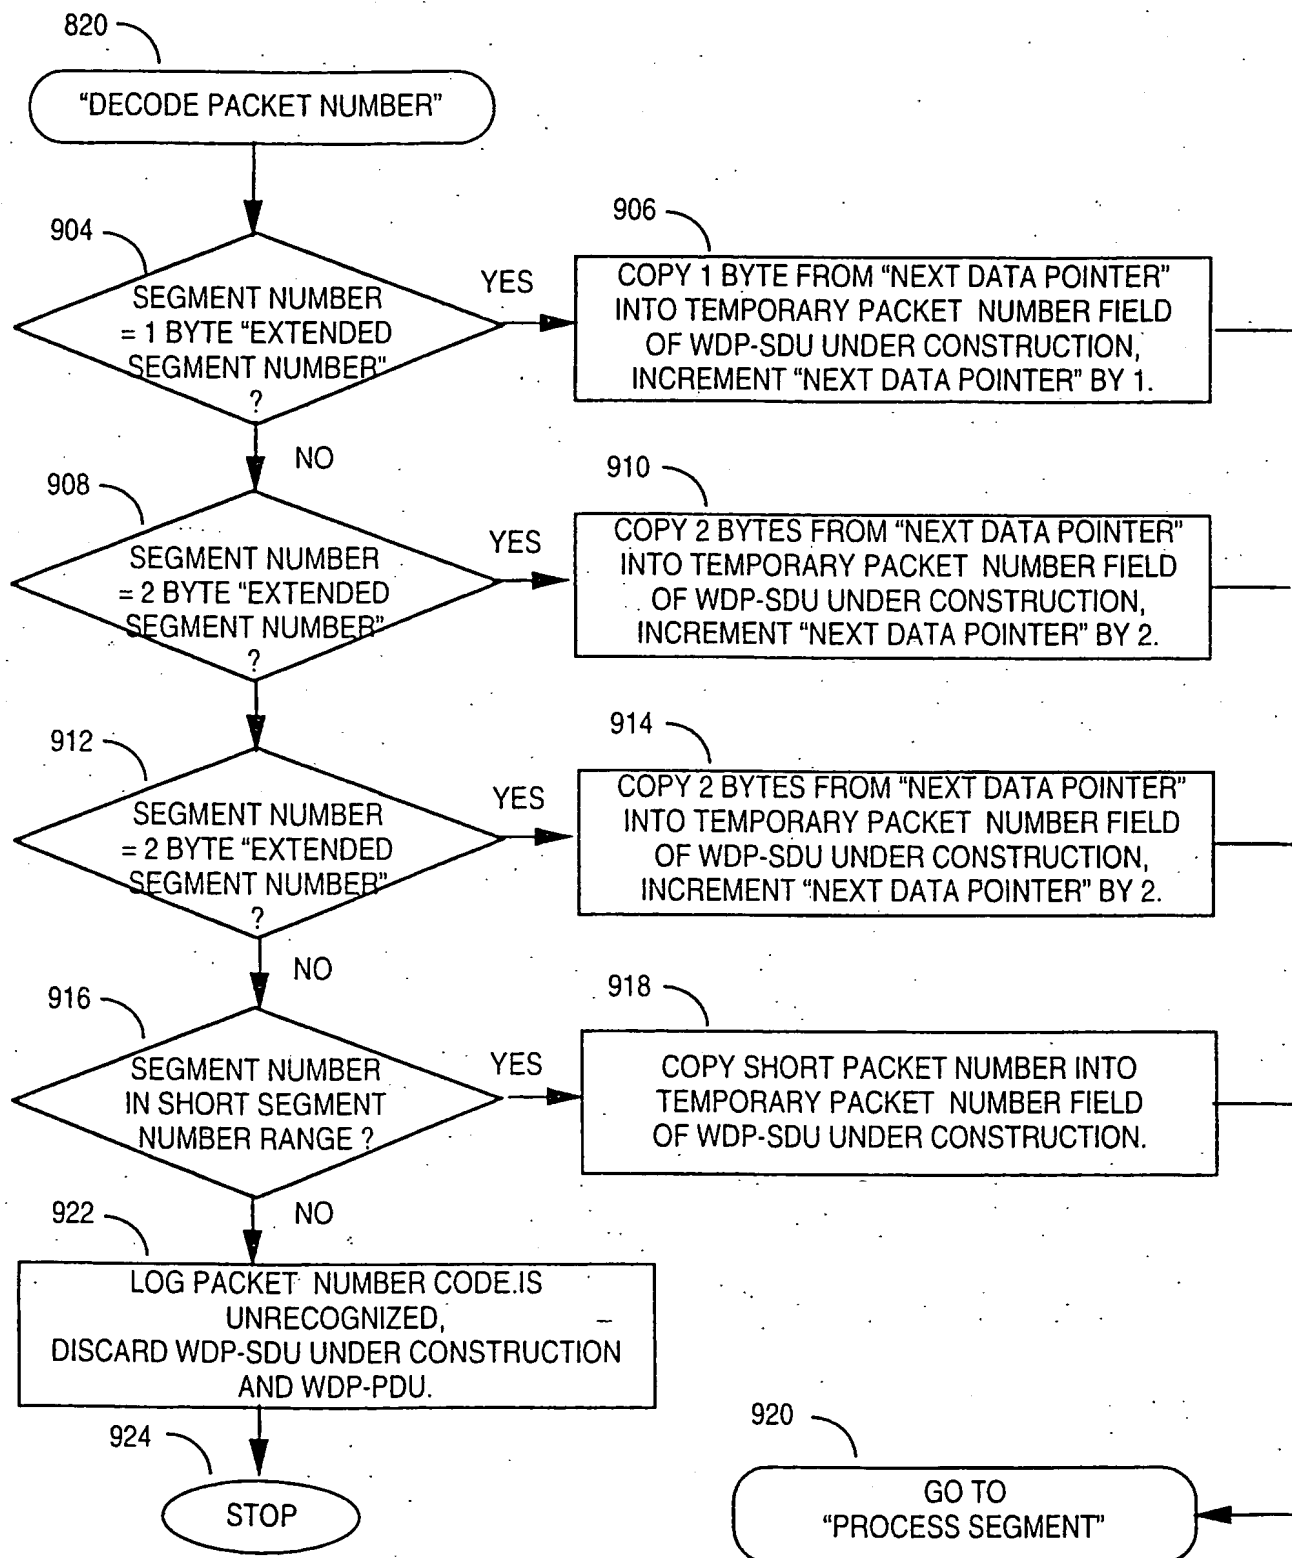 820
"DECODE PACKET NUMBER"
904
SEGMENT NUMBER
= 1 BYTE "EXTENDED
SEGMENT NUMBER"
?
YES
906
COPY 1 BYTE FROM "NEXT DATA POINTER"
INTO TEMPORARY PACKET NUMBER FIELD
OF WDP-SDU UNDER CONSTRUCTION,
INCREMENT "NEXT DATA POINTER" BY 1.
NO
908
SEGMENT NUMBER
= 2 BYTE "EXTENDED
SEGMENT NUMBER"
?
YES
910
COPY 2 BYTES FROM "NEXT DATA POINTER"
INTO TEMPORARY PACKET NUMBER FIELD
OF WDP-SDU UNDER CONSTRUCTION,
INCREMENT "NEXT DATA POINTER" BY 2.
912
SEGMENT NUMBER
= 2 BYTE "EXTENDED
SEGMENT NUMBER"
?
YES
914
COPY 2 BYTES FROM "NEXT DATA POINTER"
INTO TEMPORARY PACKET NUMBER FIELD
OF WDP-SDU UNDER CONSTRUCTION,
INCREMENT "NEXT DATA POINTER" BY 2.
NO
916
SEGMENT NUMBER
IN SHORT SEGMENT
NUMBER RANGE ?
YES
918
COPY SHORT PACKET NUMBER INTO
TEMPORARY PACKET NUMBER FIELD
OF WDP-SDU UNDER CONSTRUCTION.
NO
922
LOG PACKET NUMBER CODE IS
UNRECOGNIZED,
DISCARD WDP-SDU UNDER CONSTRUCTION
AND WDP-PDU.
924
STOP
920
GO TO
"PROCESS SEGMENT"